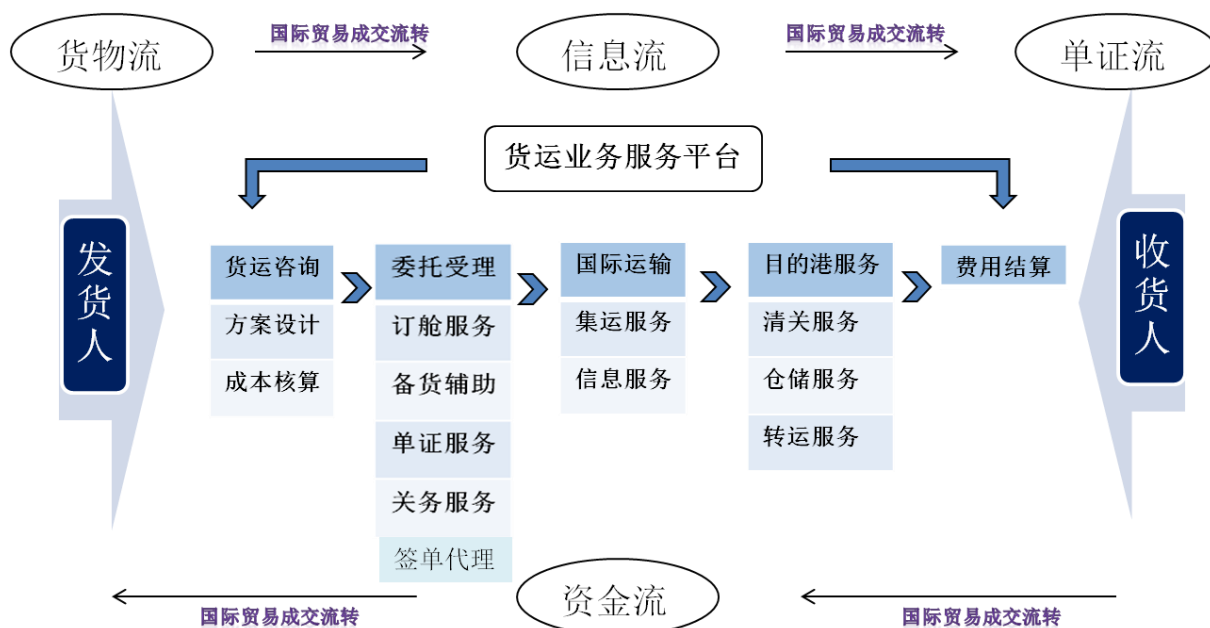 货物流
国际贸易成交流转
信息流
国际贸易成交流转
单证流
货运业务服务平台
发货人
货运咨询
方案设计
成本核算
委托受理
订舱服务
备货辅助
单证服务
关务服务
签单代理
国际运输
集运服务
信息服务
目的港服务
清关服务
仓储服务
转运服务
费用结算
收货人
国际贸易成交流转
资金流
国际贸易成交流转